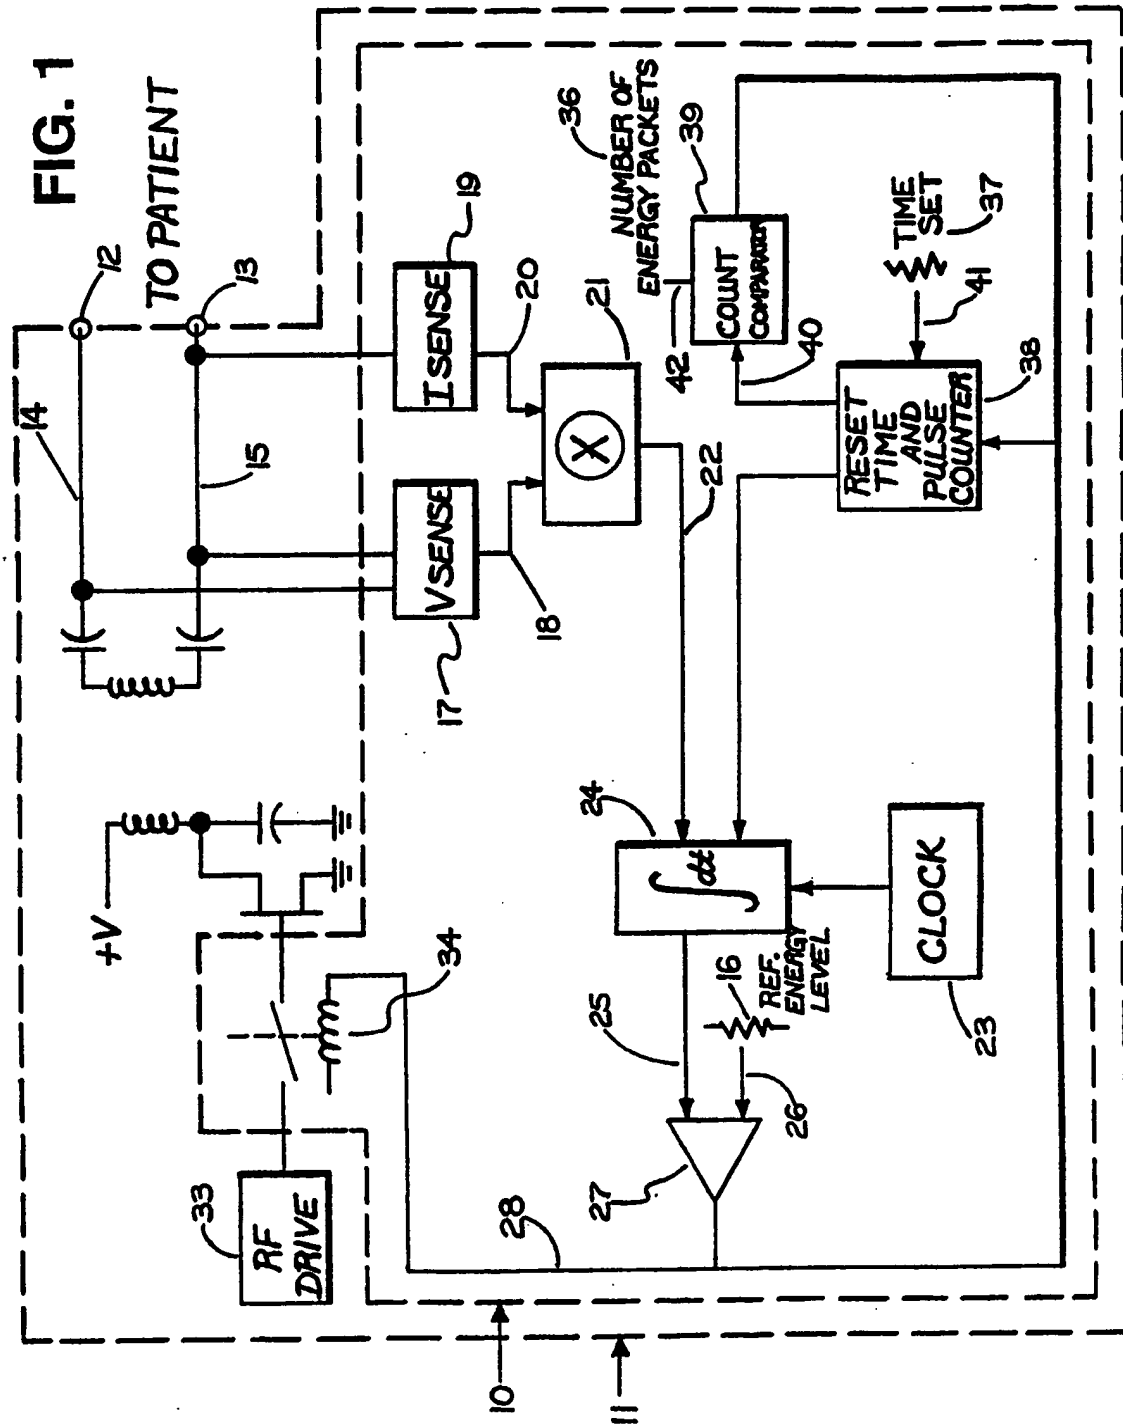 FIG. 1
TO PATIENT
12
13
14
15
+V
33
RF
DRIVE
34
17
V SENSE
18
I SENSE
19
20
21
X
22
36
NUMBER OF
ENERGY PACKETS
42
COUNT
COMPARATOR
39
40
TIME
SET
37
41
RESET
TIME
AND
PULSE
COUNTER
38
24
∫ dt
25
16
REF.
ENERGY
LEVEL
26
27
28
CLOCK
23
10
11